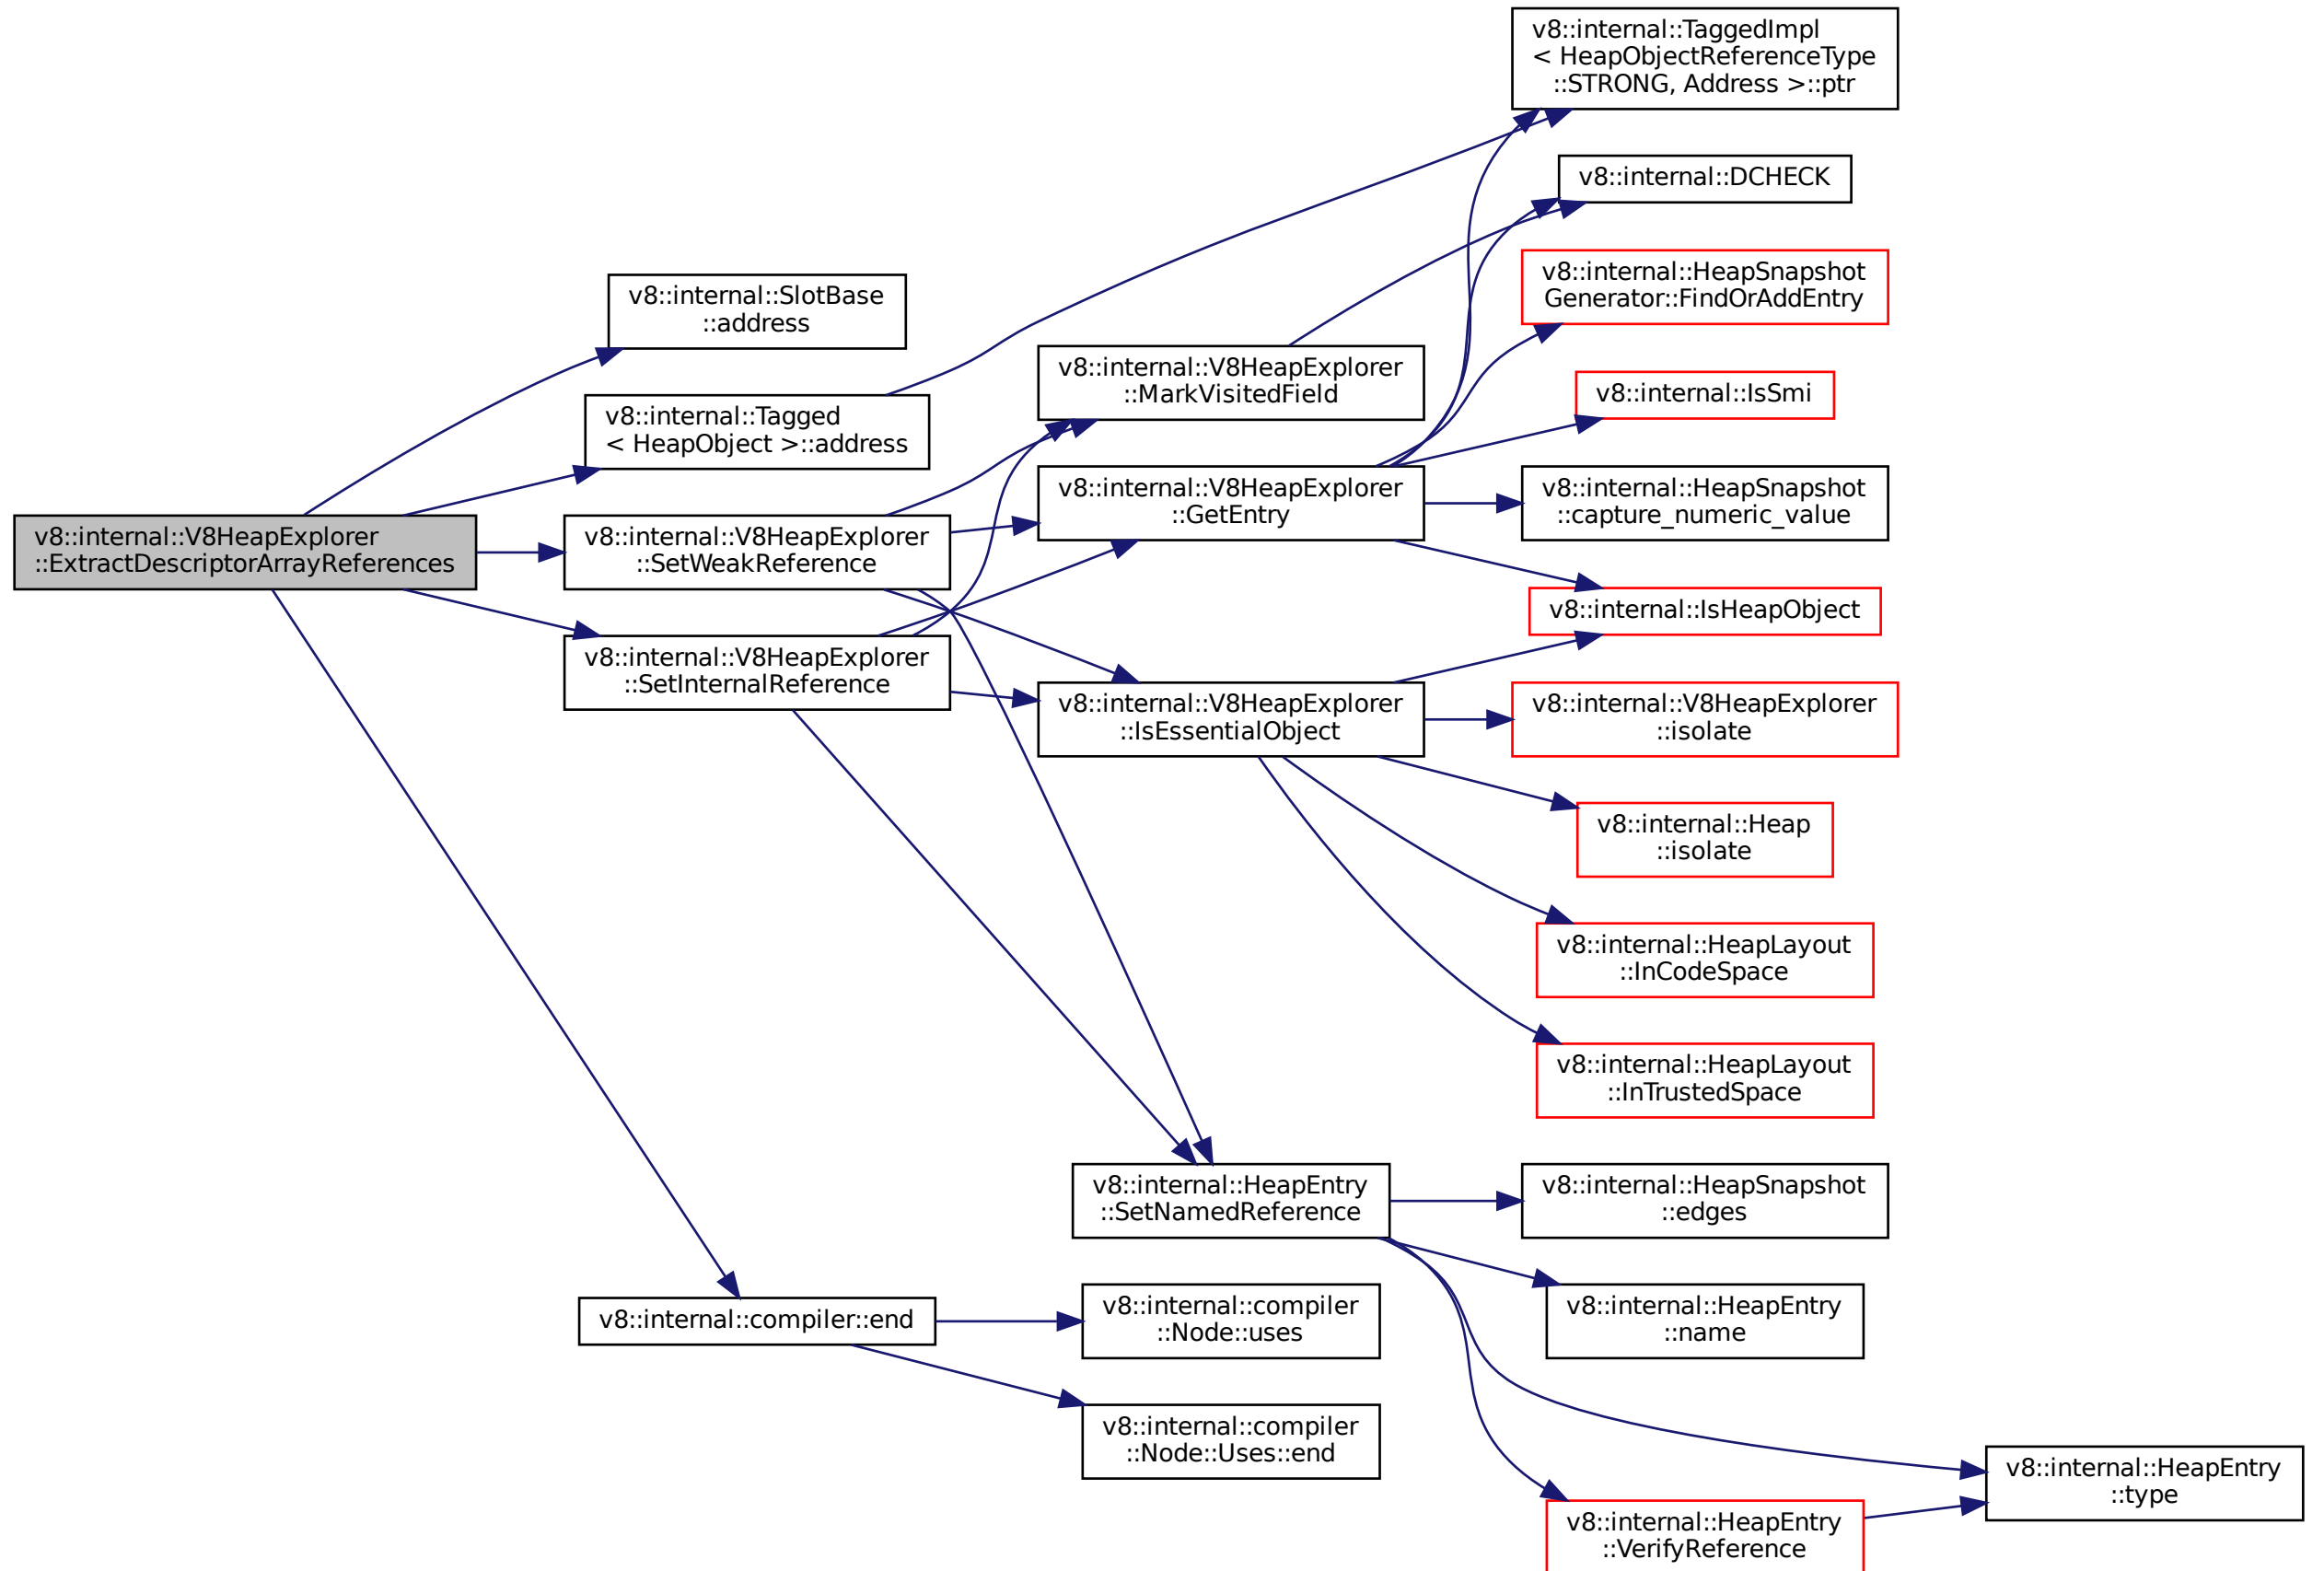 v8::internal::V8HeapExplorer
::ExtractDescriptorArrayReferences
v8::internal::SlotBase
::address
v8::internal::Tagged
< HeapObject >::address
v8::internal::V8HeapExplorer
::SetWeakReference
v8::internal::V8HeapExplorer
::SetInternalReference
v8::internal::compiler::end
v8::internal::V8HeapExplorer
::MarkVisitedField
v8::internal::V8HeapExplorer
::GetEntry
v8::internal::V8HeapExplorer
::IsEssentialObject
v8::internal::HeapEntry
::SetNamedReference
v8::internal::compiler
::Node::uses
v8::internal::compiler
::Node::Uses::end
v8::internal::TaggedImpl
< HeapObjectReferenceType
::STRONG, Address >::ptr
v8::internal::DCHECK
v8::internal::HeapSnapshot
Generator::FindOrAddEntry
v8::internal::IsSmi
v8::internal::HeapSnapshot
::capture_numeric_value
v8::internal::IsHeapObject
v8::internal::V8HeapExplorer
::isolate
v8::internal::Heap
::isolate
v8::internal::HeapLayout
::InCodeSpace
v8::internal::HeapLayout
::InTrustedSpace
v8::internal::HeapSnapshot
::edges
v8::internal::HeapEntry
::name
v8::internal::HeapEntry
::VerifyReference
v8::internal::HeapEntry
::type